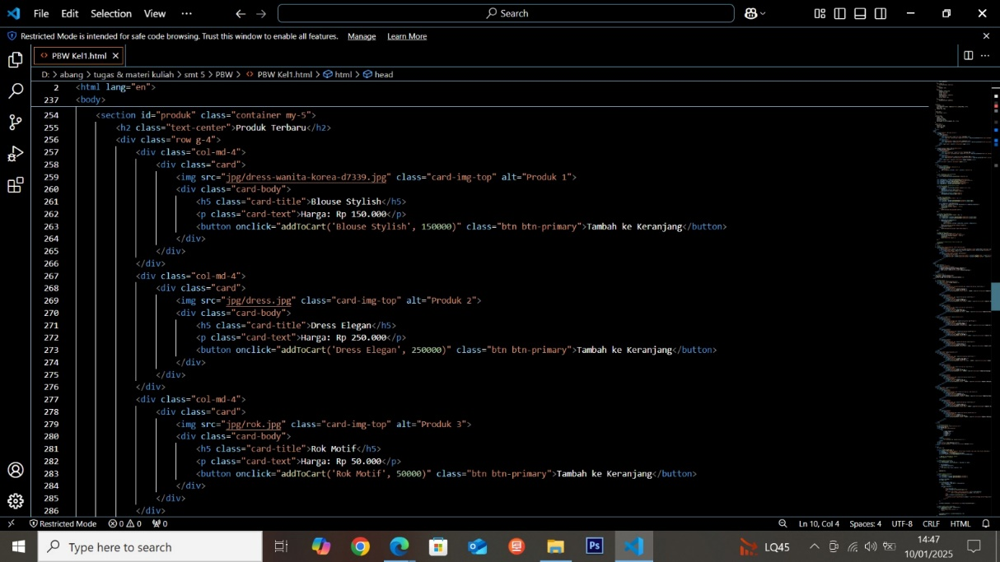 File Edit Selection View ··· Search
Restricted Mode is intended for safe code browsing. Trust this window to enable all features. Manage Learn More
PBW Kel1.html
D: > abang > tugas & materi kuliah > smt 5 > PBW > PBW Kel1.html > html > head
2 <html lang="en">
237 <body>
254 <section id="produk" class="container my-5">
255 <h2 class="text-center">Produk Terbaru</h2>
256 <div class="row g-4">
257 <div class="col-md-4">
258 <div class="card">
259 <img src="jpg/dress-wanita-korea-d7339.jpg" class="card-img-top" alt="Produk 1">
260 <div class="card-body">
261 <h5 class="card-title">Blouse Stylish</h5>
262 <p class="card-text">Harga: Rp 150.000</p>
263 <button onclick="addToCart('Blouse Stylish', 150000)" class="btn btn-primary">Tambah ke Keranjang</button>
264 </div>
265 </div>
266 </div>
267 <div class="col-md-4">
268 <div class="card">
269 <img src="jpg/dress.jpg" class="card-img-top" alt="Produk 2">
270 <div class="card-body">
271 <h5 class="card-title">Dress Elegan</h5>
272 <p class="card-text">Harga: Rp 250.000</p>
273 <button onclick="addToCart('Dress Elegan', 250000)" class="btn btn-primary">Tambah ke Keranjang</button>
274 </div>
275 </div>
276 </div>
277 <div class="col-md-4">
278 <div class="card">
279 <img src="jpg/rok.jpg" class="card-img-top" alt="Produk 3">
280 <div class="card-body">
281 <h5 class="card-title">Rok Motif</h5>
282 <p class="card-text">Harga: Rp 50.000</p>
283 <button onclick="addToCart('Rok Motif', 50000)" class="btn btn-primary">Tambah ke Keranjang</button>
284 </div>
285 </div>
286 </div>
Restricted Mode 0 0 0 Ln 10, Col 4 Spaces: 4 UTF-8 CRLF HTML
Type here to search Ps LQ45 14:47
10/01/2025